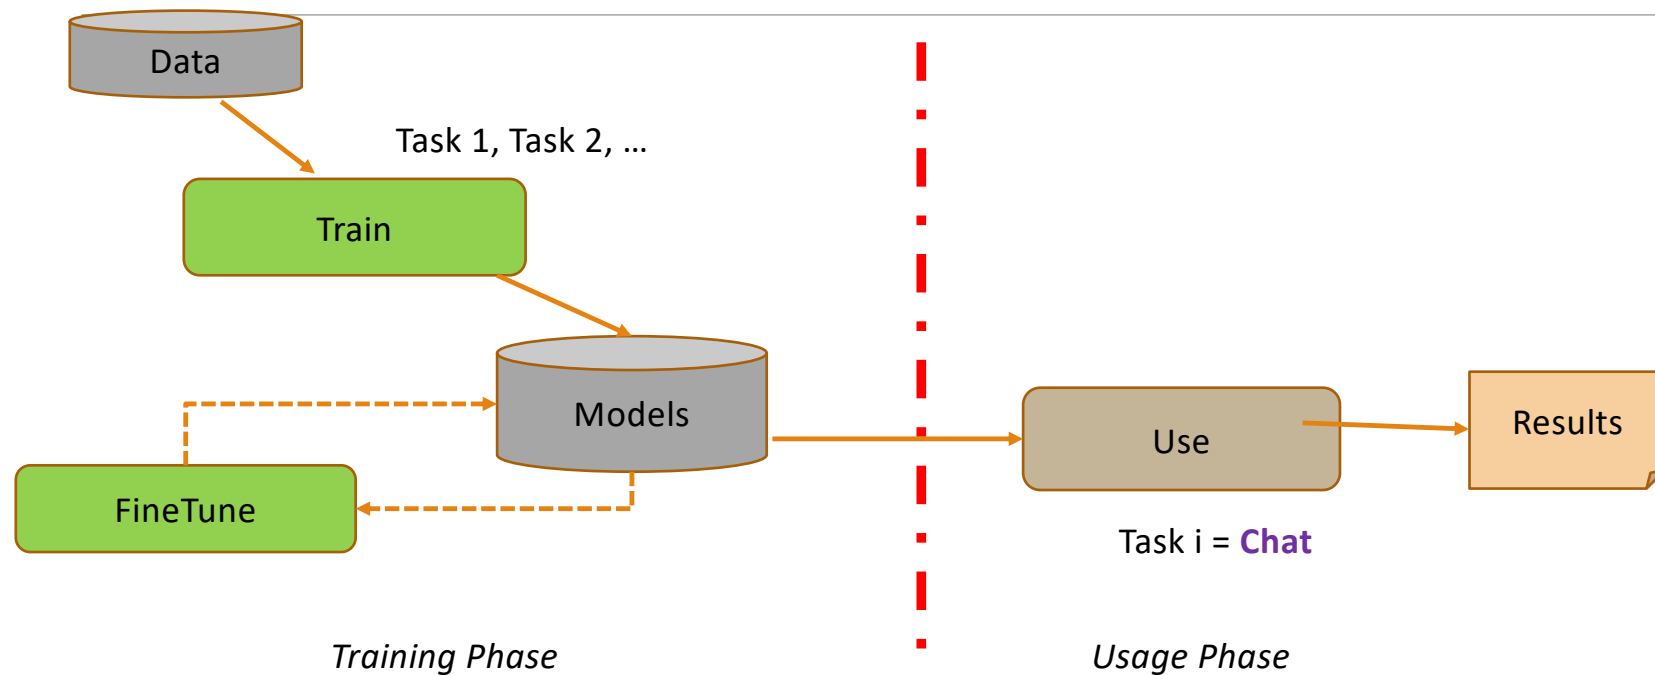 Data
Task 1, Task 2, …
Train
Models
FineTune
Use
Results
Task i = Chat
Training Phase
Usage Phase